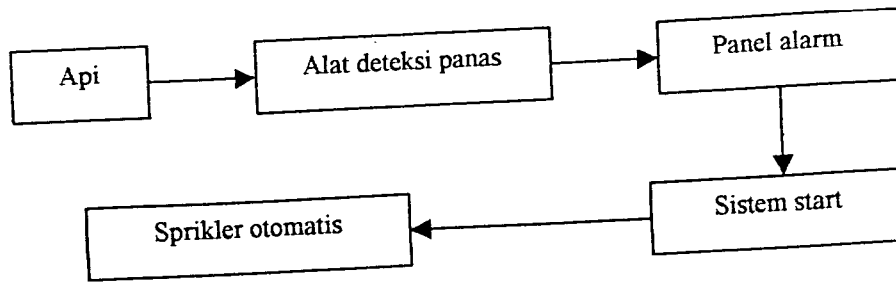 Api
Alat deteksi panas
Panel alarm
Sistem start
Sprikler otomatis